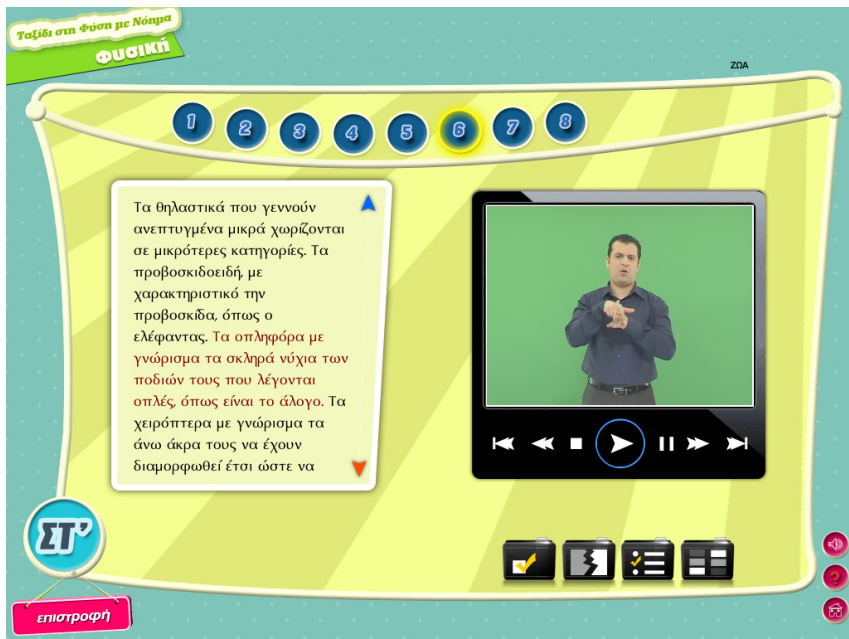 Ταξίδι στη Φύση με Νόημα
Φυσική
ΖΩΑ
1 2 3 4 5 6 7 8
Τα θηλαστικά που γεννούν
ανεπτυγμένα μικρά χωρίζονται
σε μικρότερες κατηγορίες. Τα
προβοσκιδοειδή, με
χαρακτηριστικό την
προβοσκίδα, όπως ο
ελέφαντας. Τα οπληφόρα με
γνώρισμα τα σκληρά νύχια των
ποδιών τους που λέγονται
οπλές, όπως είναι το άλογο. Τα
χειρόπτερα με γνώρισμα τα
άνω άκρα τους να έχουν
διαμορφωθεί έτσι ώστε να
ΣΤ'
επιστροφή
?